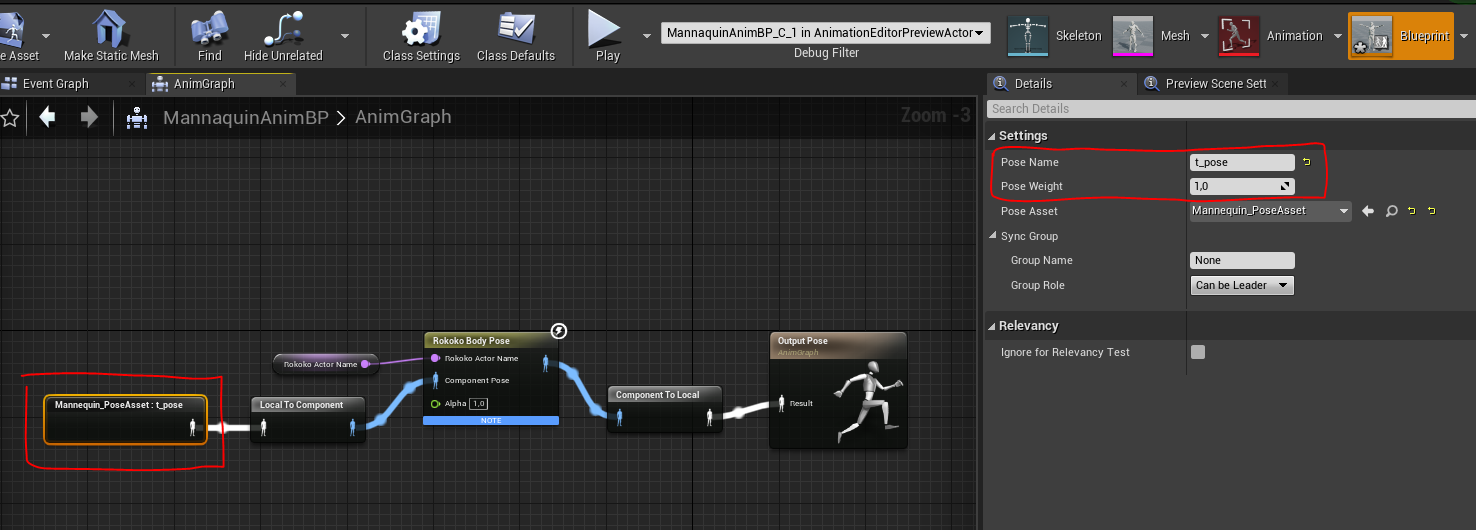 MannaquinAnimBP_C_1 in AnimationEditorPreviewActor
e Asset
Make Static Mesh
Find
Hide Unrelated
Class Settings
Class Defaults
Play
Debug Filter
Skeleton
Mesh
Animation
Blueprint
Event Graph
AnimGraph
Details
Preview Scene Sett
MannaquinAnimBP > AnimGraph
Zoom -3
Search Details
Settings
Pose Name
t_pose
Pose Weight
1,0
Pose Asset
Mannequin_PoseAsset
Sync Group
Group Name
None
Group Role
Can be Leader
Relevancy
Ignore for Relevancy Test
Rokoko Body Pose
Rokoko Actor Name
Rokoko Actor Name
Component Pose
Alpha 1,0
NOTE
Mannequin_PoseAsset : t_pose
Local To Component
Component To Local
Output Pose
AnimGraph
Result